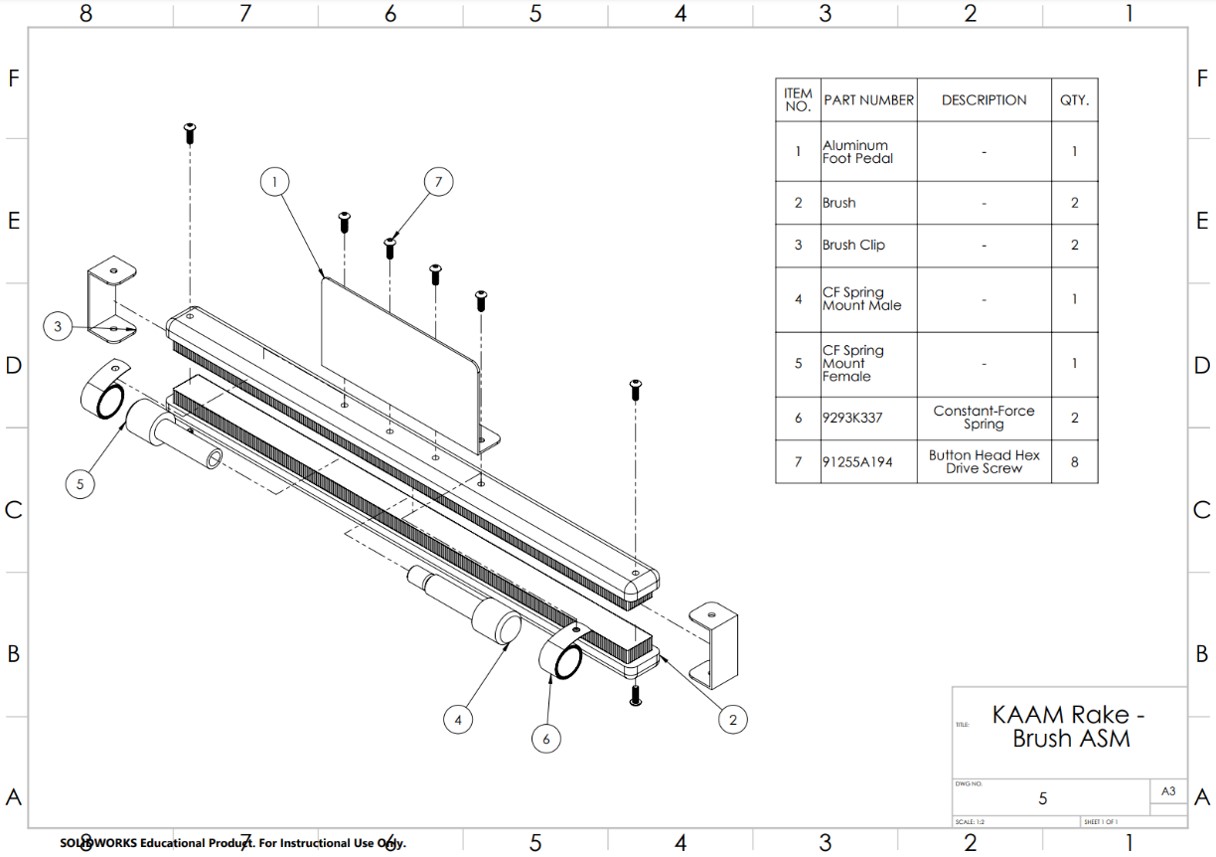 8 7 6 5 4 3 2 1
F F
E E
D D
C C
B B
A A
1
7
3
5
4
6
2
ITEM NO. PART NUMBER DESCRIPTION QTY.
1 Aluminum Foot Pedal - 1
2 Brush - 2
3 Brush Clip - 2
4 CF Spring Mount Male - 1
5 CF Spring Mount Female - 1
6 9293K337 Constant-Force Spring 2
7 91255A194 Button Head Hex Drive Screw 8
TITLE:
KAAM Rake -
Brush ASM
DWG NO.
5
A3
SCALE: 1:2 SHEET 1 OF 1
8 7 6 5 4 3 2 1
SOLIDWORKS Educational Product. For Instructional Use Only.